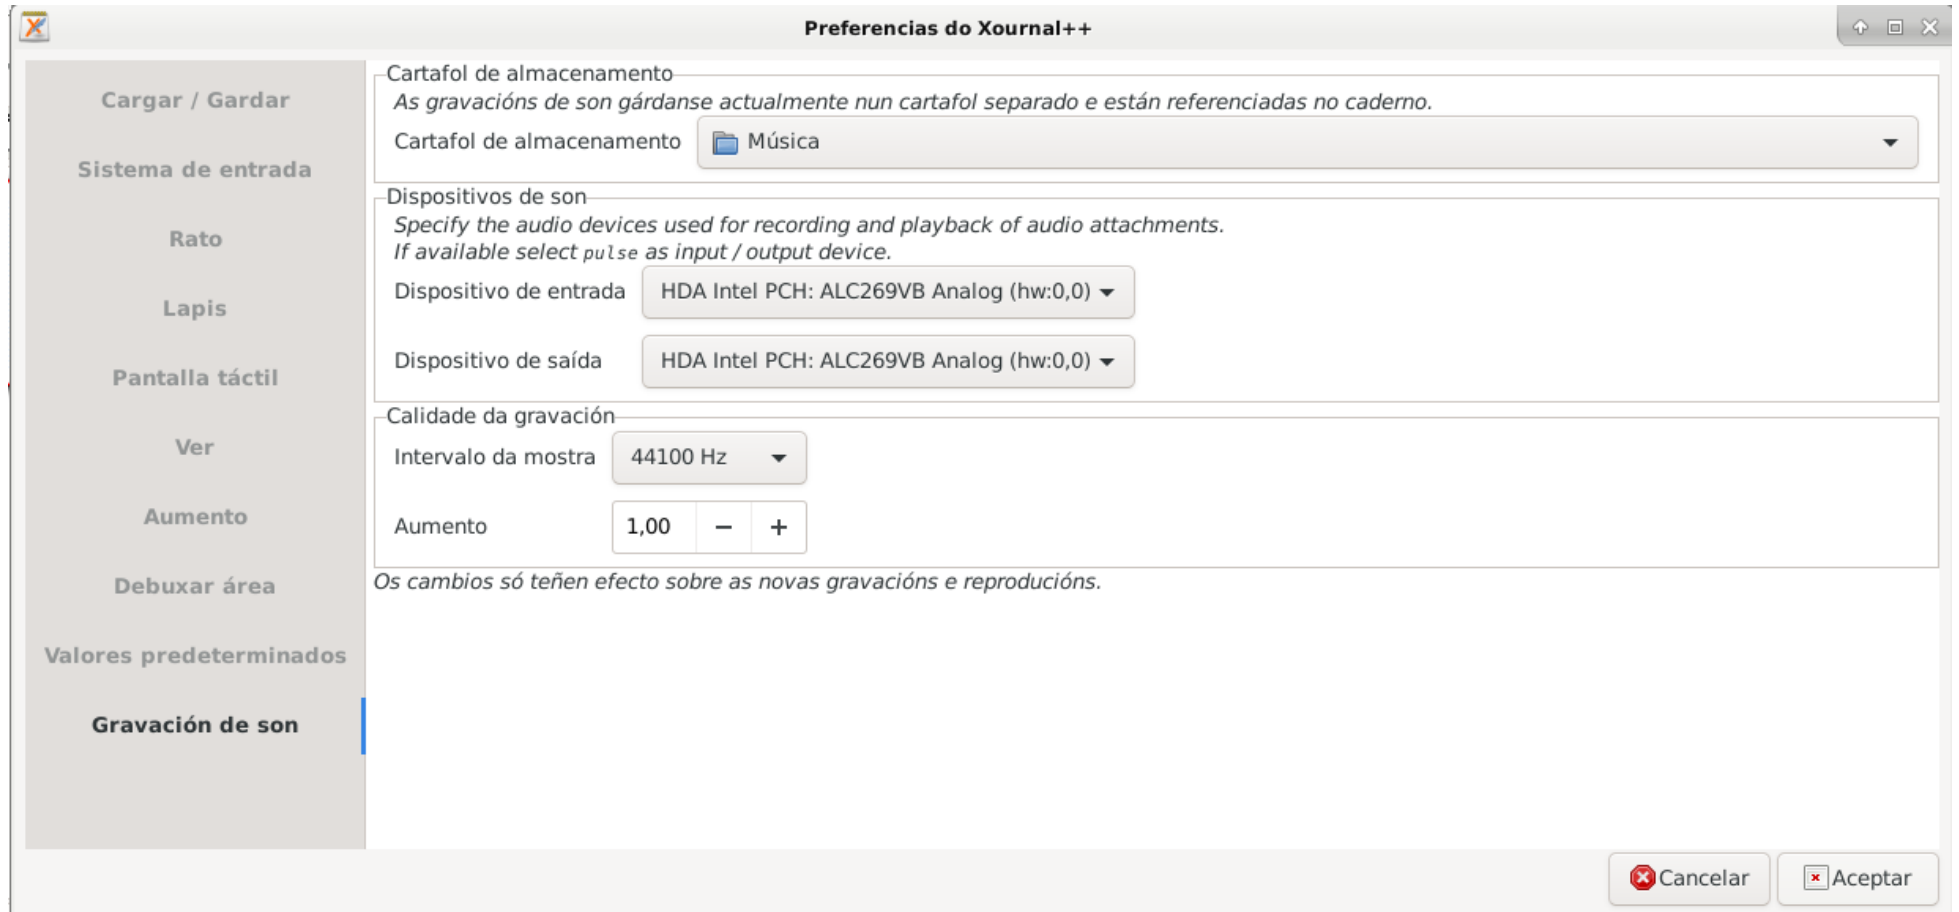 Preferencias do Xournal++
Cargar / Gardar
Sistema de entrada
Rato
Lapis
Pantalla táctil
Ver
Aumento
Debuxar área
Valores predeterminados
Gravación de son
Cartafol de almacenamento
As gravacións de son gárdanse actualmente nun cartafol separado e están referenciadas no caderno.
Cartafol de almacenamento Música
Dispositivos de son
Specify the audio devices used for recording and playback of audio attachments.
If available select pulse as input / output device.
Dispositivo de entrada HDA Intel PCH: ALC269VB Analog (hw:0,0)
Dispositivo de saída HDA Intel PCH: ALC269VB Analog (hw:0,0)
Calidade da gravación
Intervalo da mostra 44100 Hz
Aumento 1,00 − +
Os cambios só teñen efecto sobre as novas gravacións e reproducións.
Cancelar Aceptar